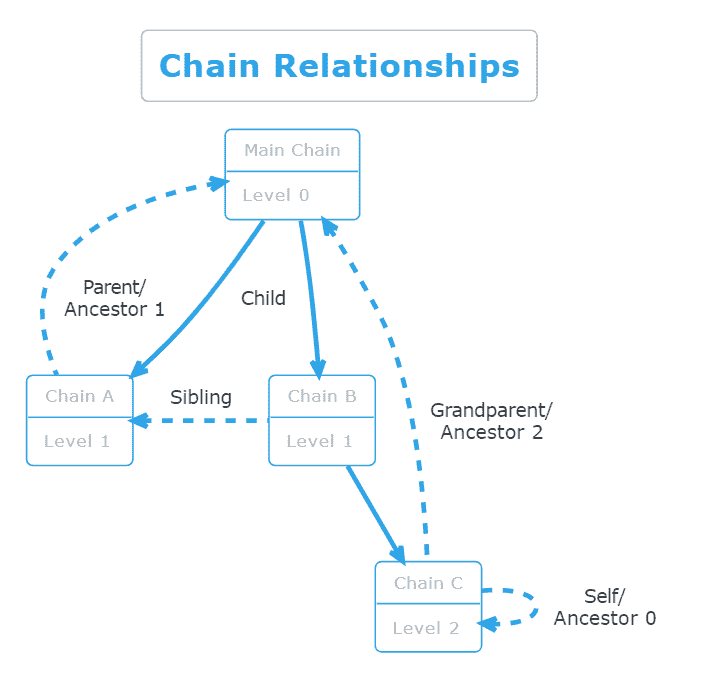 Chain Relationships
Main Chain
Level 0
Parent/
Ancestor 1
Child
Chain A
Level 1
Sibling
Chain B
Level 1
Grandparent/
Ancestor 2
Chain C
Level 2
Self/
Ancestor 0